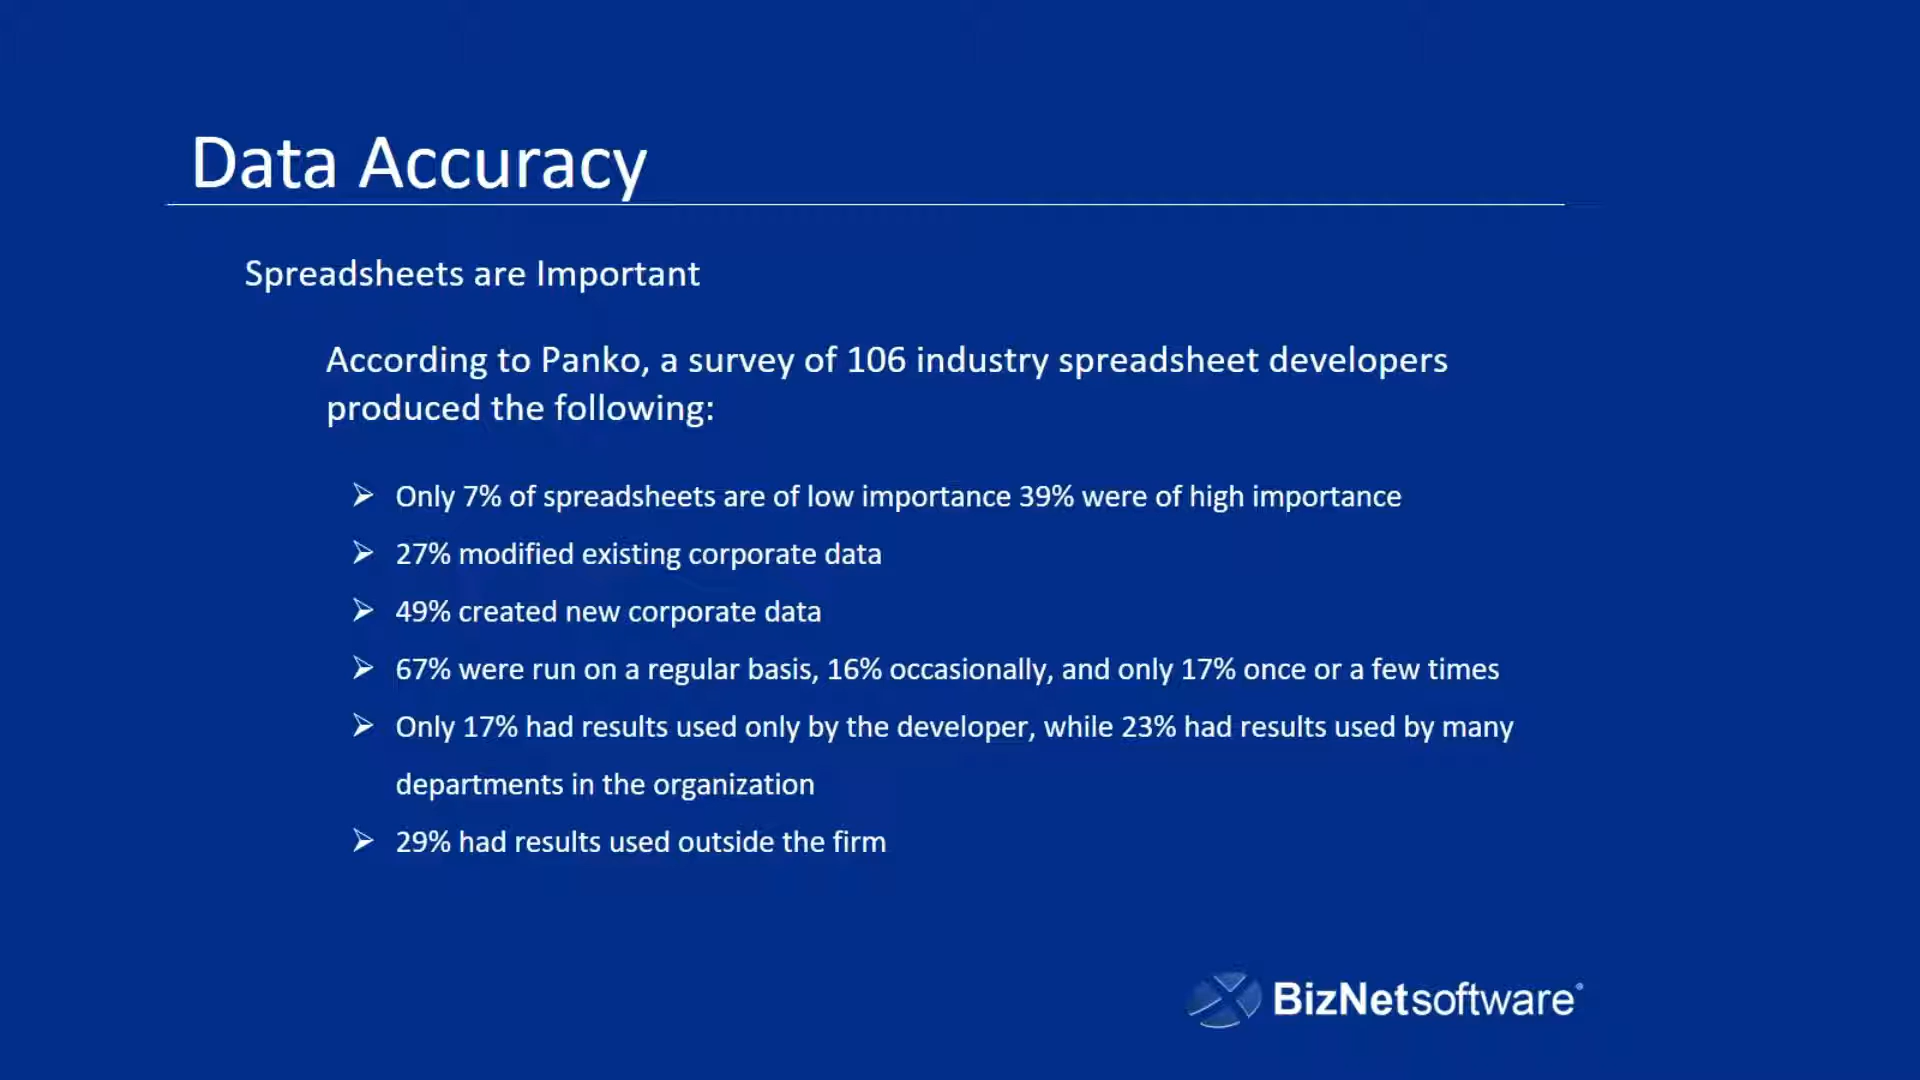 Data Accuracy
Spreadsheets are Important
According to Panko, a survey of 106 industry spreadsheet developers
produced the following:
➢ Only 7% of spreadsheets are of low importance 39% were of high importance
➢ 27% modified existing corporate data
➢ 49% created new corporate data
➢ 67% were run on a regular basis, 16% occasionally, and only 17% once or a few times
➢ Only 17% had results used only by the developer, while 23% had results used by many
departments in the organization
➢ 29% had results used outside the firm
BizNetsoftware®